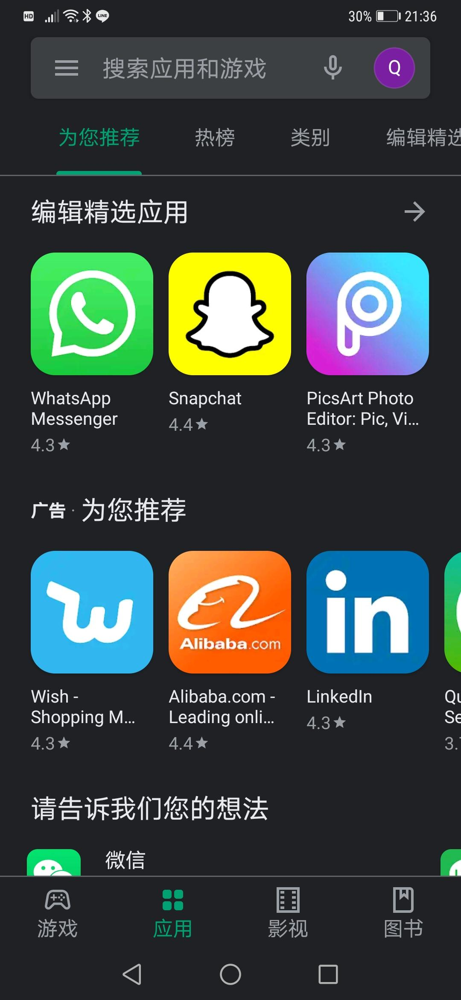 HD
LINE
30%
21:36
搜索应用和游戏
Q
为您推荐
热榜
类别
编辑精选
编辑精选应用
WhatsApp
Messenger
4.3★
Snapchat
4.4★
PicsArt Photo
Editor: Pic, Vi...
4.3★
广告 · 为您推荐
Alibaba.com
in
Wish -
Shopping M...
4.3★
Alibaba.com -
Leading onli...
4.4★
LinkedIn
4.3★
Qu
Se
3.
请告诉我们您的想法
微信
游戏
应用
影视
图书